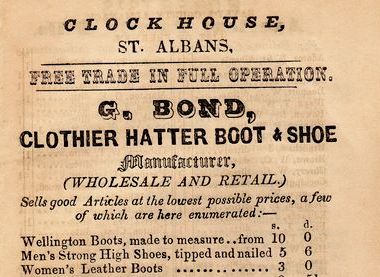 CLOCK HOUSE,
ST. ALBANS,
FREE TRADE IN FULL OPERATION.
G. BOND,
CLOTHIER HATTER BOOT & SHOE
Manufacturer,
(WHOLESALE AND RETAIL.)
Sells good Articles at the lowest possible prices, a few
of which are here enumerated:—
s. d.
Wellington Boots, made to measure..from 10 0
Men's Strong High Shoes, tipped and nailed 5 6
Women's Leather Boots ............... 3 0